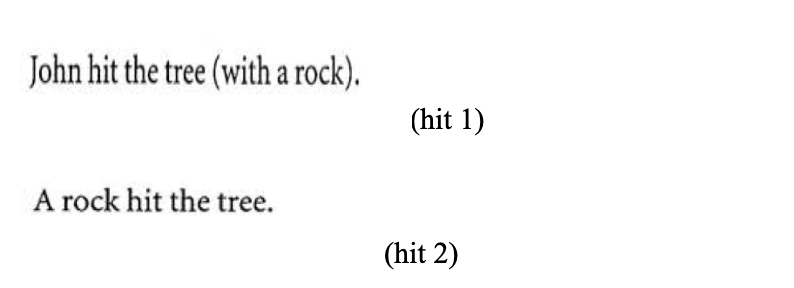 John hit the tree (with a rock).
(hit 1)
A rock hit the tree.
(hit 2)